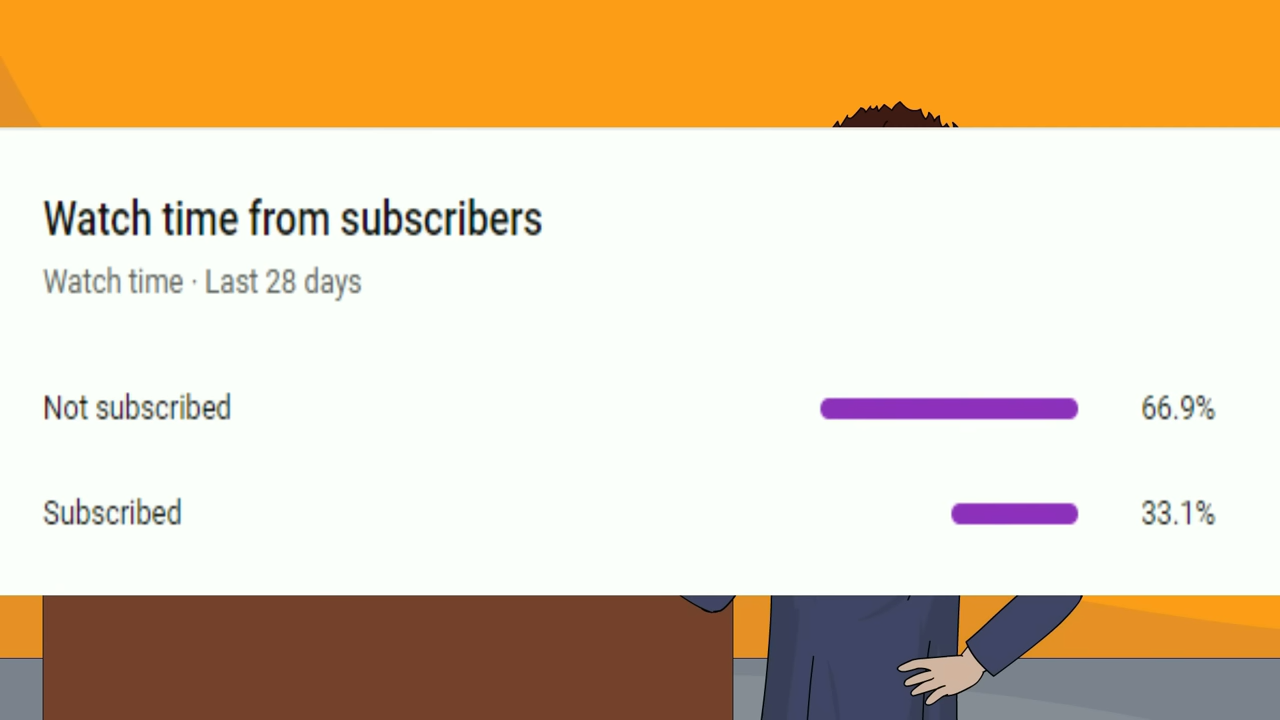 Watch time from subscribers
Watch time · Last 28 days
Not subscribed 66.9%
Subscribed 33.1%